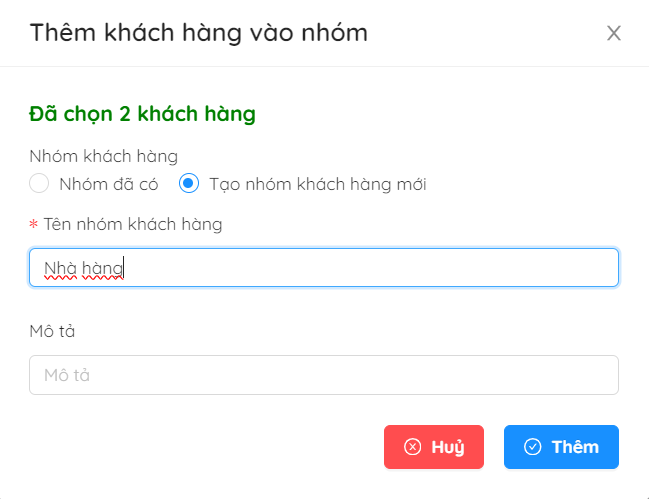 Thêm khách hàng vào nhóm
Đã chọn 2 khách hàng
Nhóm khách hàng
Nhóm đã có Tạo nhóm khách hàng mới
* Tên nhóm khách hàng
Nhà hàng
Mô tả
Mô tả
Huỷ Thêm